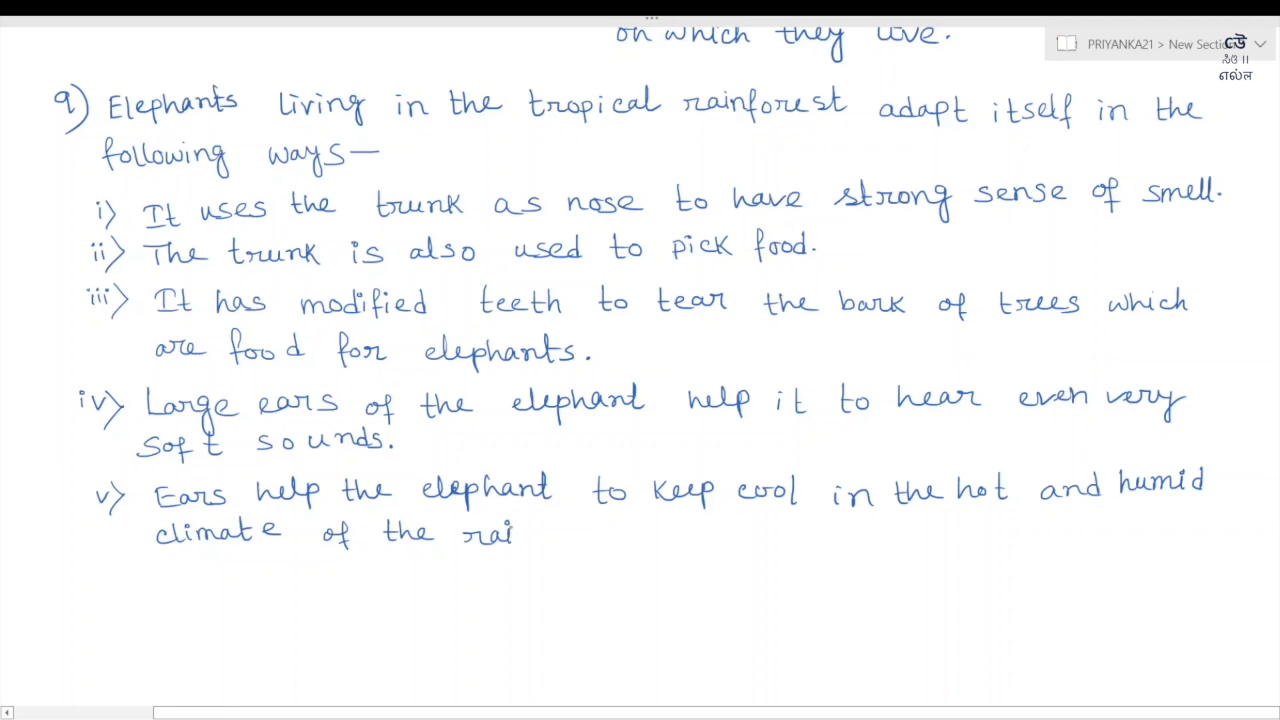 on which they live.
PRIYANKA21 > New Section
9) Elephants living in the tropical rainforest adapt itself in the
following ways—
i) It uses the trunk as nose to have strong sense of smell.
ii) The trunk is also used to pick food.
iii) It has modified teeth to tear the bark of trees which
are food for elephants.
iv) Large ears of the elephant help it to hear even very
soft sounds.
v) Ears help the elephant to keep cool in the hot and humid
climate of the rai